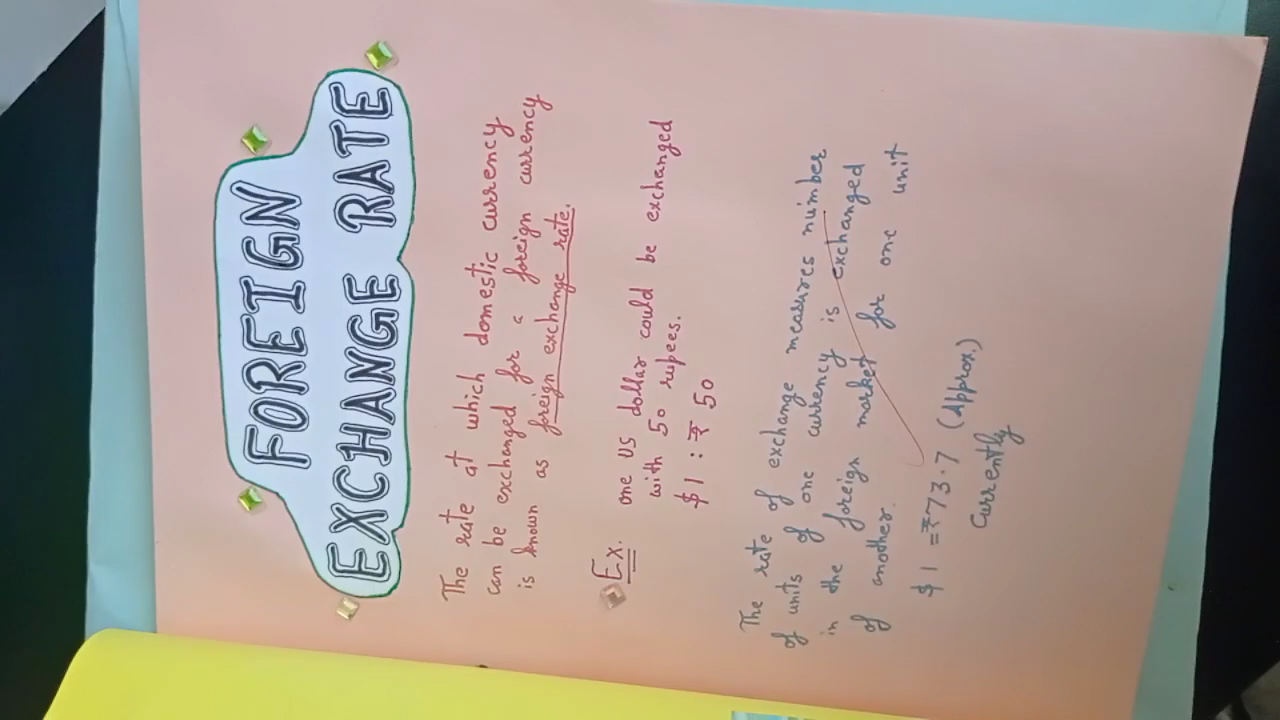 FOREIGN
EXCHANGE RATE
The rate at which domestic currency
can be exchanged for a foreign currency
is known as foreign exchange rate.
Ex. one US dollar could be exchanged
with 50 rupees.
$1 : ₹ 50
The rate of exchange measures number
of units of one currency is exchanged
in the foreign market for one unit
of another.
$1 = ₹73.7 (Approx.)
Currently